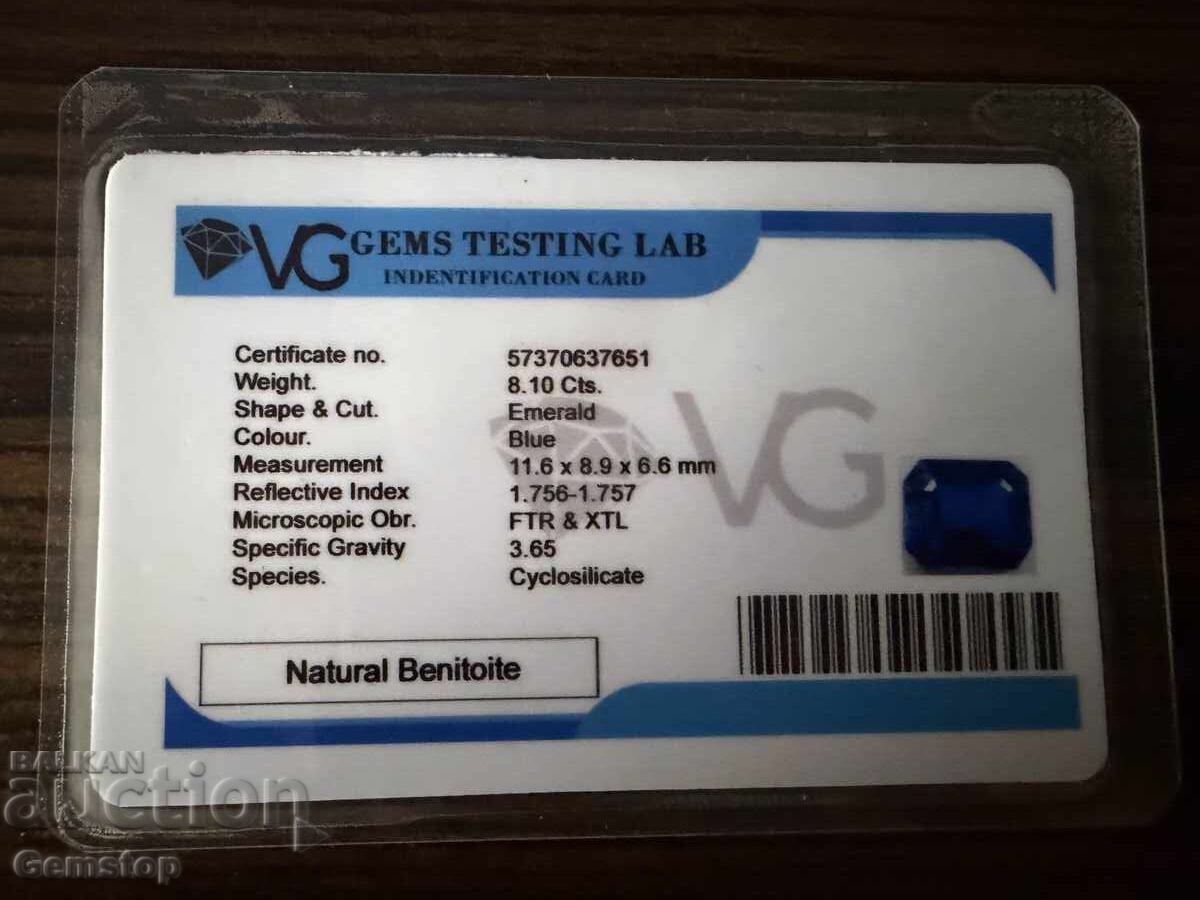 VG GEMS TESTING LAB
INDENTIFICATION CARD
Certificate no. 57370637651
Weight. 8.10 Cts.
Shape & Cut. Emerald
Colour. Blue
Measurement 11.6 x 8.9 x 6.6 mm
Reflective Index 1.756-1.757
Microscopic Obr. FTR & XTL
Specific Gravity 3.65
Species. Cyclosilicate
VG
Natural Benitoite
BALKAN
auction
Gemstop